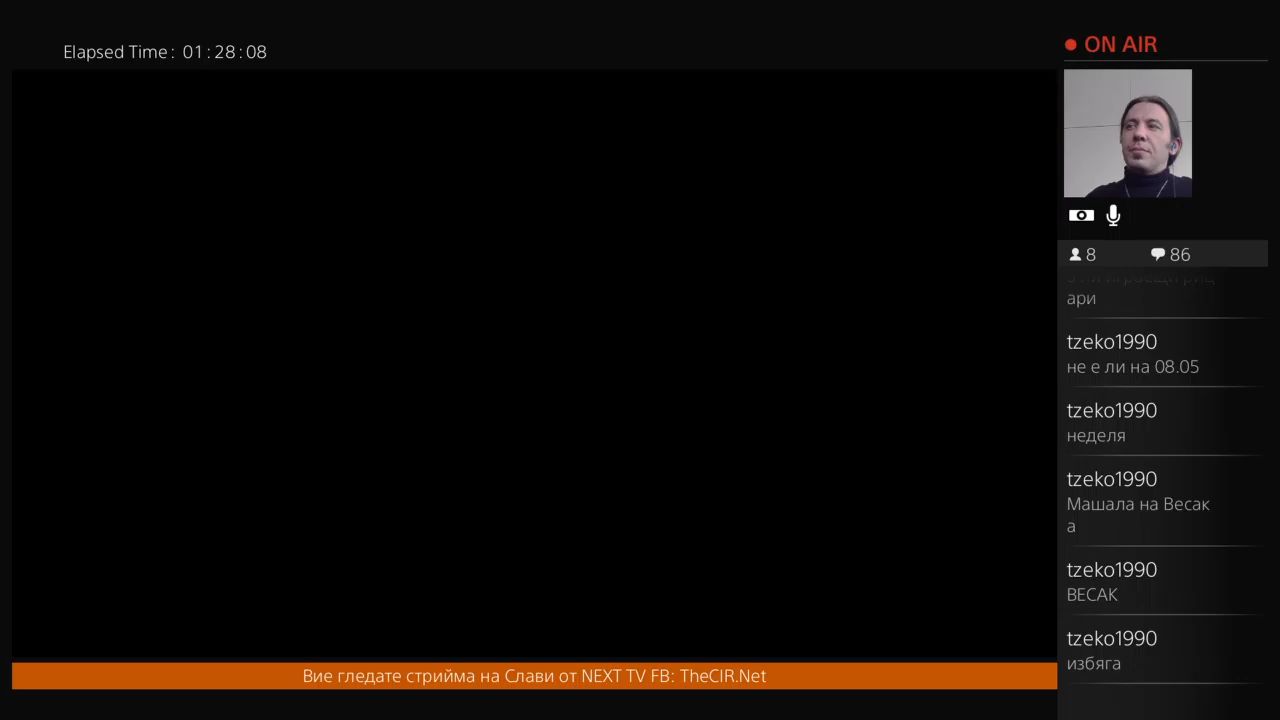 Elapsed Time: 01:28:08
ON AIR
8 86
ари
tzeko1990
не е ли на 08.05
tzeko1990
неделя
tzeko1990
Машала на Весак
а
tzeko1990
ВЕСАК
tzeko1990
избяга
Вие гледате стрийма на Слави от NEXT TV FB: TheCIR.Net